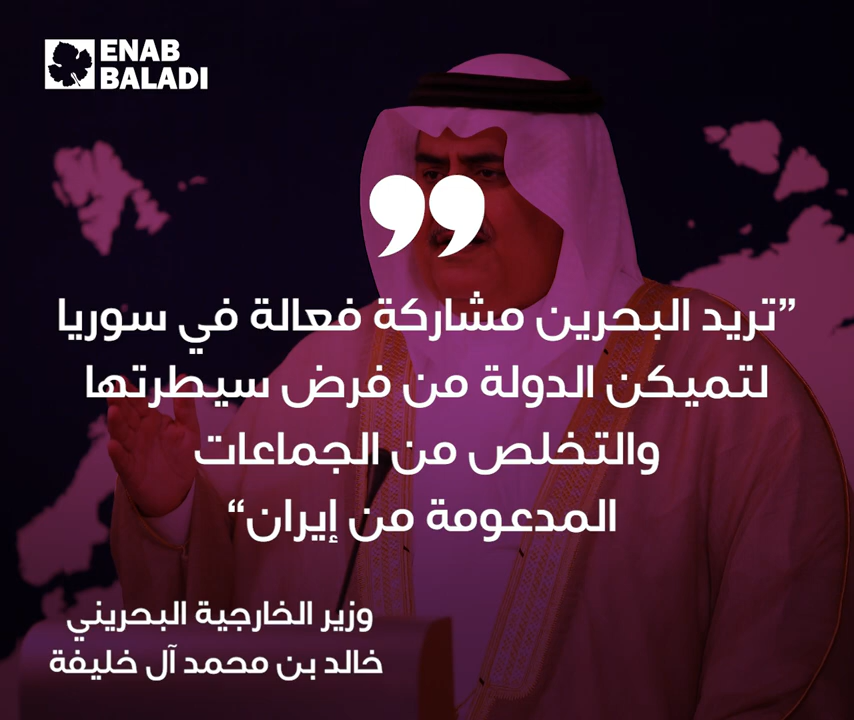 ENAB
BALADI
”تريد البحرين مشاركة فعالة في سوريا
لتميكن الدولة من فرض سيطرتها
والتخلص من الجماعات
المدعومة من إيران“
وزير الخارجية البحريني
خالد بن محمد آل خليفة